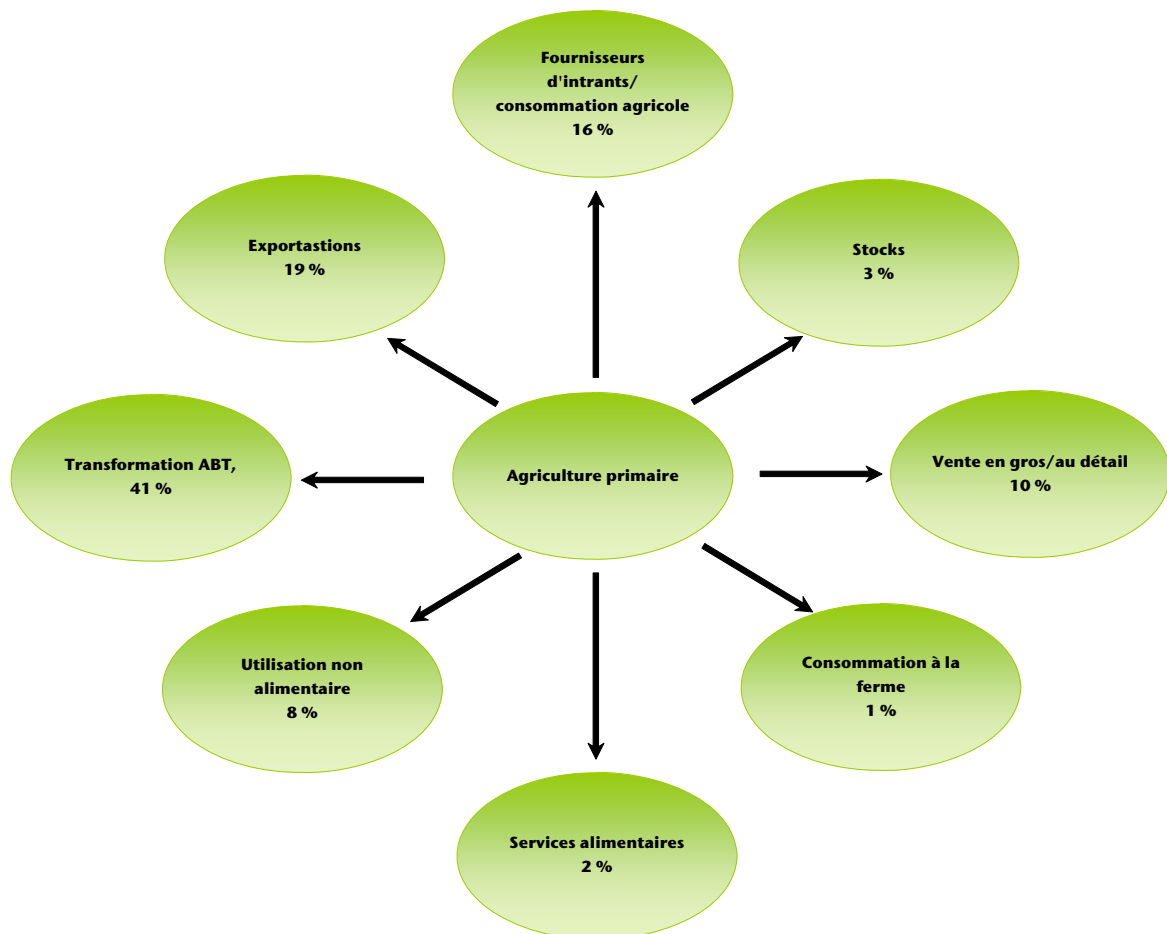 Fournisseurs
d'intrants/
consommation agricole
16 %
Exportastions
19 %
Stocks
3 %
Transformation ABT,
41 %
Agriculture primaire
Vente en gros/au détail
10 %
Utilisation non
alimentaire
8 %
Consommation à la
ferme
1 %
Services alimentaires
2 %